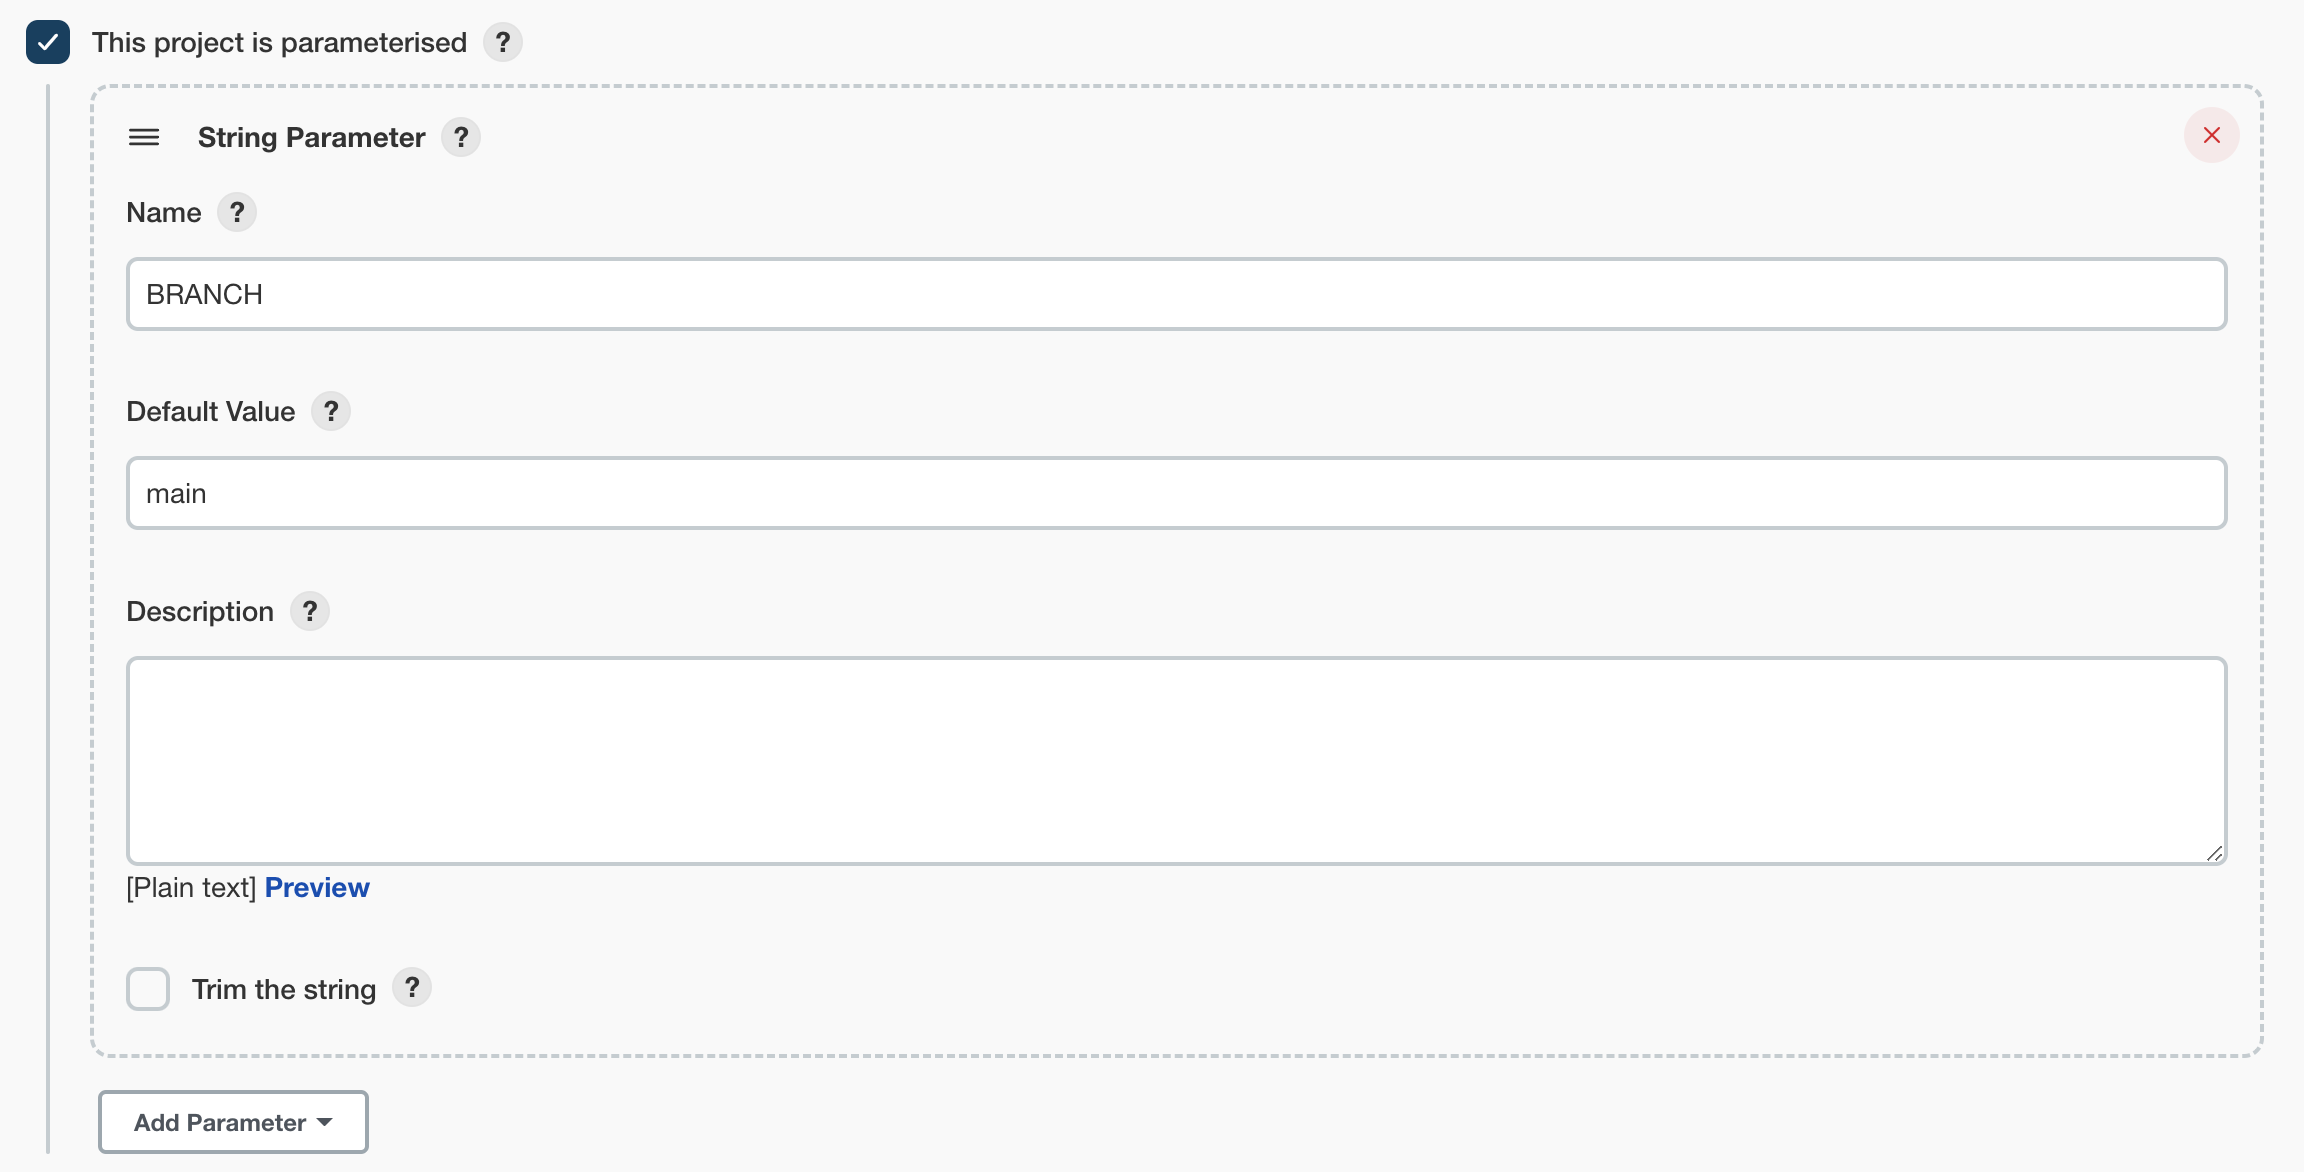 This project is parameterised ?
String Parameter ?
Name ?
BRANCH
Default Value ?
main
Description ?
[Plain text] Preview
Trim the string ?
Add Parameter